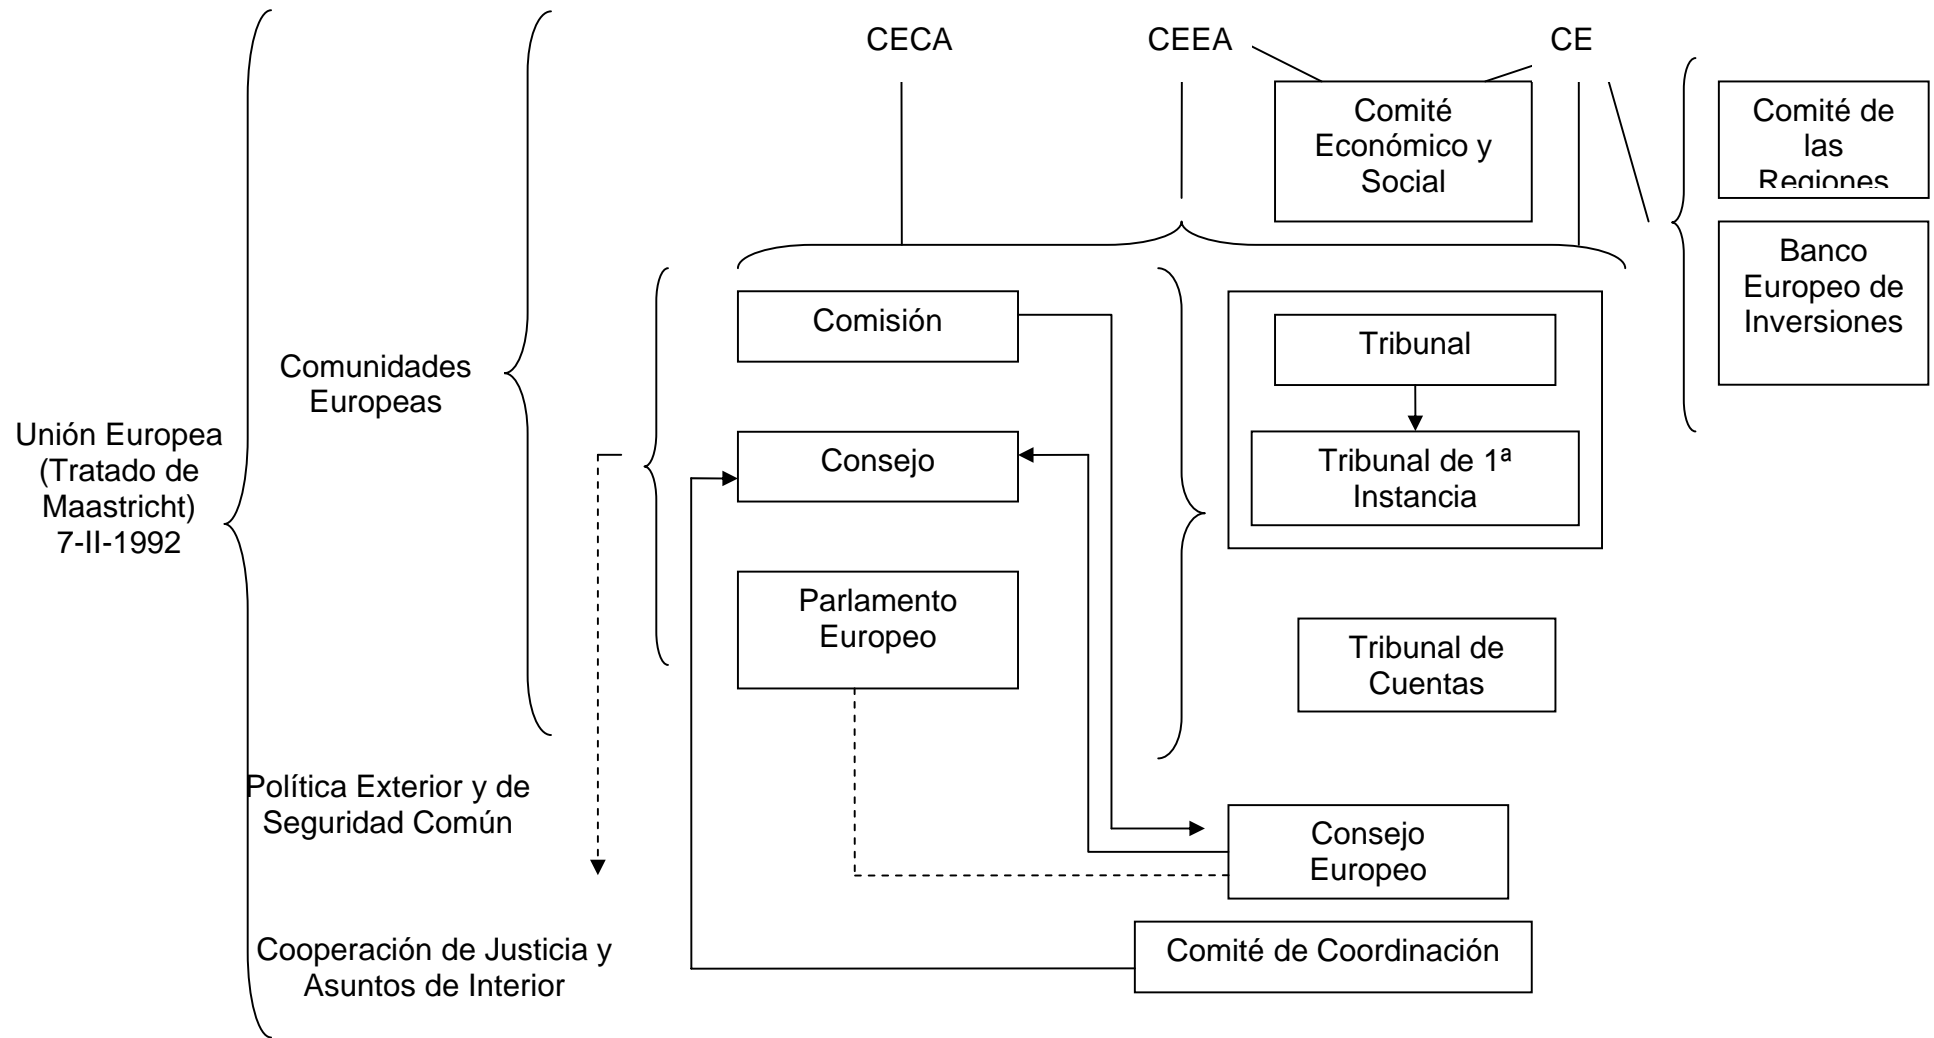 CECA
CEEA
CE
Comité
Económico y
Social
Comité de
las
Regiones
Banco
Europeo de
Inversiones
Comisión
Tribunal
Comunidades
Europeas
Unión Europea
(Tratado de
Maastricht)
7-II-1992
Consejo
Tribunal de 1ª
Instancia
Parlamento
Europeo
Tribunal de
Cuentas
Política Exterior y de
Seguridad Común
Consejo
Europeo
Cooperación de Justicia y
Asuntos de Interior
Comité de Coordinación